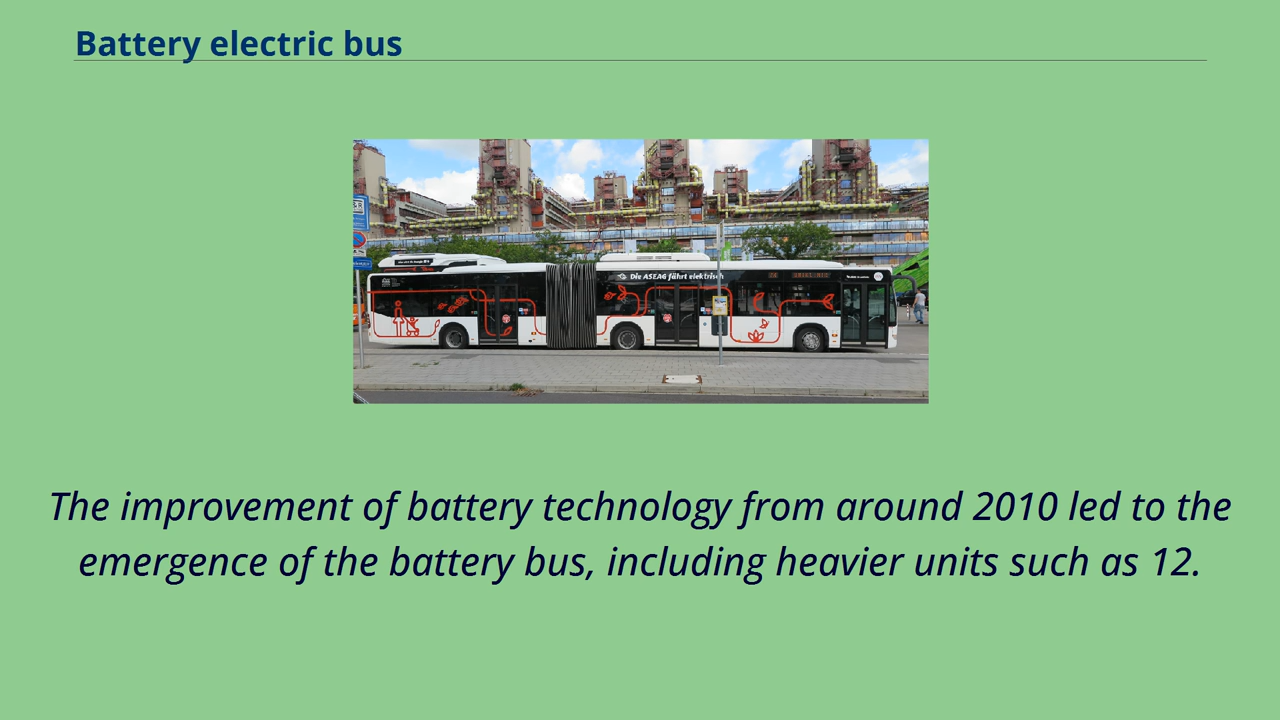 Battery electric bus
Die ASEAG fährt elektrisch
The improvement of battery technology from around 2010 led to the
emergence of the battery bus, including heavier units such as 12.